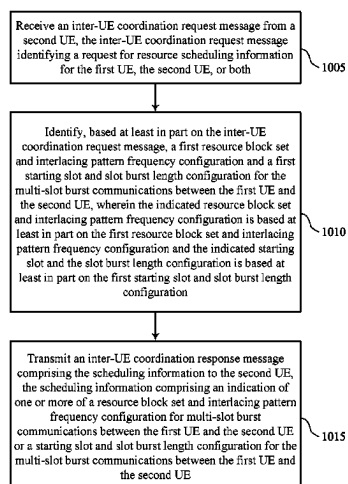 Receive an inter-UE coordination request message from a
second UE, the inter-UE coordination request message
identifying a request for resource scheduling information
for the first UE, the second UE, or both
1005
Identify, based at least in part on the inter-UE
coordination request message, a first resource block set
and interlacing pattern frequency configuration and a first
starting slot and slot burst length configuration for the
multi-slot burst communications between the first UE and
the second UE, wherein the indicated resource block set
and interlacing pattern frequency configuration is based at
least in part on the first resource block set and interlacing
pattern frequency configuration and the indicated starting
slot and the slot burst length configuration is based at
least in part on the first starting slot and slot burst length
configuration
1010
Transmit an inter-UE coordination response message
comprising the scheduling information to the second UE,
the scheduling information comprising an indication of
one or more of a resource block set and interlacing pattern
frequency configuration for multi-slot burst
communications between the first UE and the second UE
or a starting slot and slot burst length configuration for the
multi-slot burst communications between the first UE and
the second UE
1015